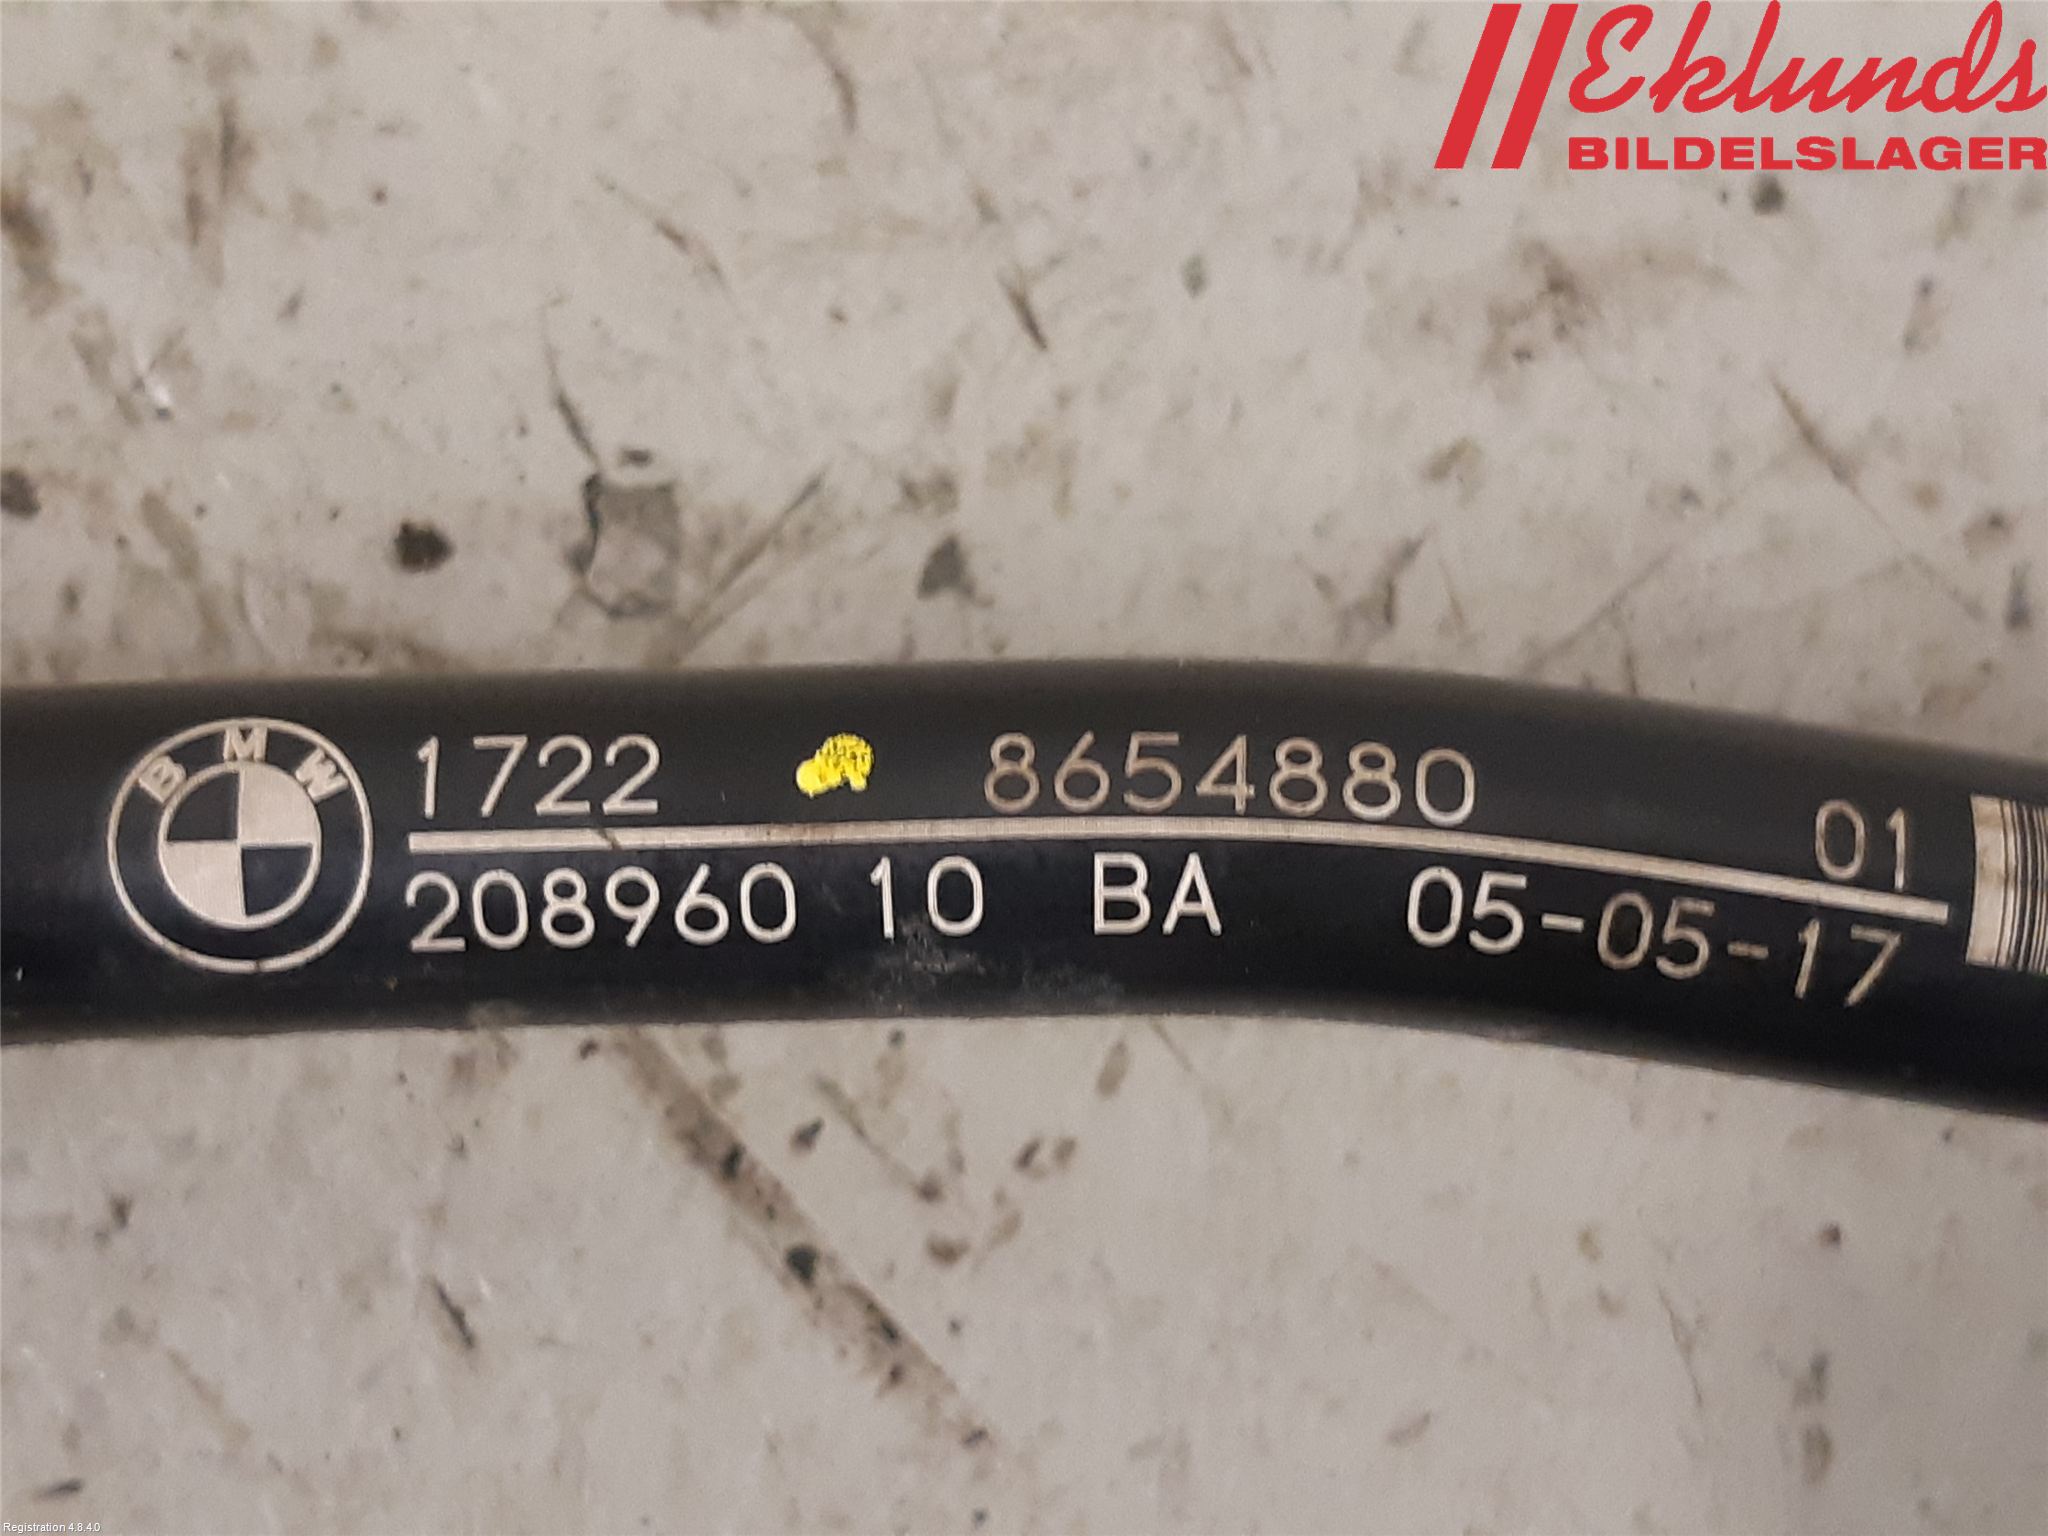 Eklunds
BILDELSLAGER
BMW
1722 8654880 01
208960 10 BA 05-05-17
Registration 4.8.4.0